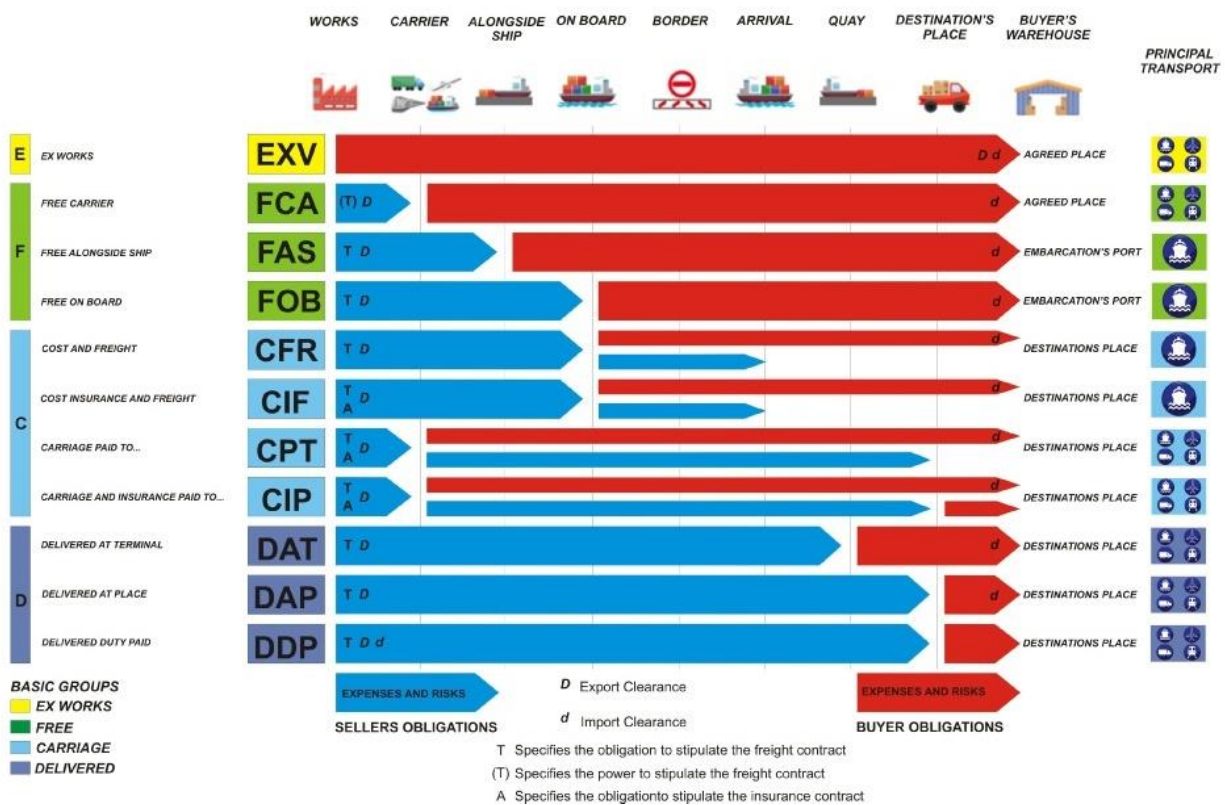 WORKS
CARRIER
ALONGSIDE
SHIP
ON BOARD
BORDER
ARRIVAL
QUAY
DESTINATION'S
PLACE
BUYER'S
WAREHOUSE
PRINCIPAL
TRANSPORT
E
EX WORKS
EXV
D d
AGREED PLACE
F
FREE CARRIER
FCA
(T) D
d
AGREED PLACE
FREE ALONGSIDE SHIP
FAS
T D
d
EMBARCATION'S PORT
FREE ON BOARD
FOB
T D
d
EMBARCATION'S PORT
C
COST AND FREIGHT
CFR
T D
d
DESTINATIONS PLACE
COST INSURANCE AND FREIGHT
CIF
T
A D
d
DESTINATIONS PLACE
CARRIAGE PAID TO...
CPT
T
A D
d
DESTINATIONS PLACE
CARRIAGE AND INSURANCE PAID TO...
CIP
T
A D
d
DESTINATIONS PLACE
D
DELIVERED AT TERMINAL
DAT
T D
d
DESTINATIONS PLACE
DELIVERED AT PLACE
DAP
T D
d
DESTINATIONS PLACE
DELIVERED DUTY PAID
DDP
T D d
DESTINATIONS PLACE
BASIC GROUPS
EX WORKS
FREE
CARRIAGE
DELIVERED
EXPENSES AND RISKS
SELLERS OBLIGATIONS
D Export Clearance
d Import Clearance
EXPENSES AND RISKS
BUYER OBLIGATIONS
T Specifies the obligation to stipulate the freight contract
(T) Specifies the power to stipulate the freight contract
A Specifies the obligationto stipulate the insurance contract